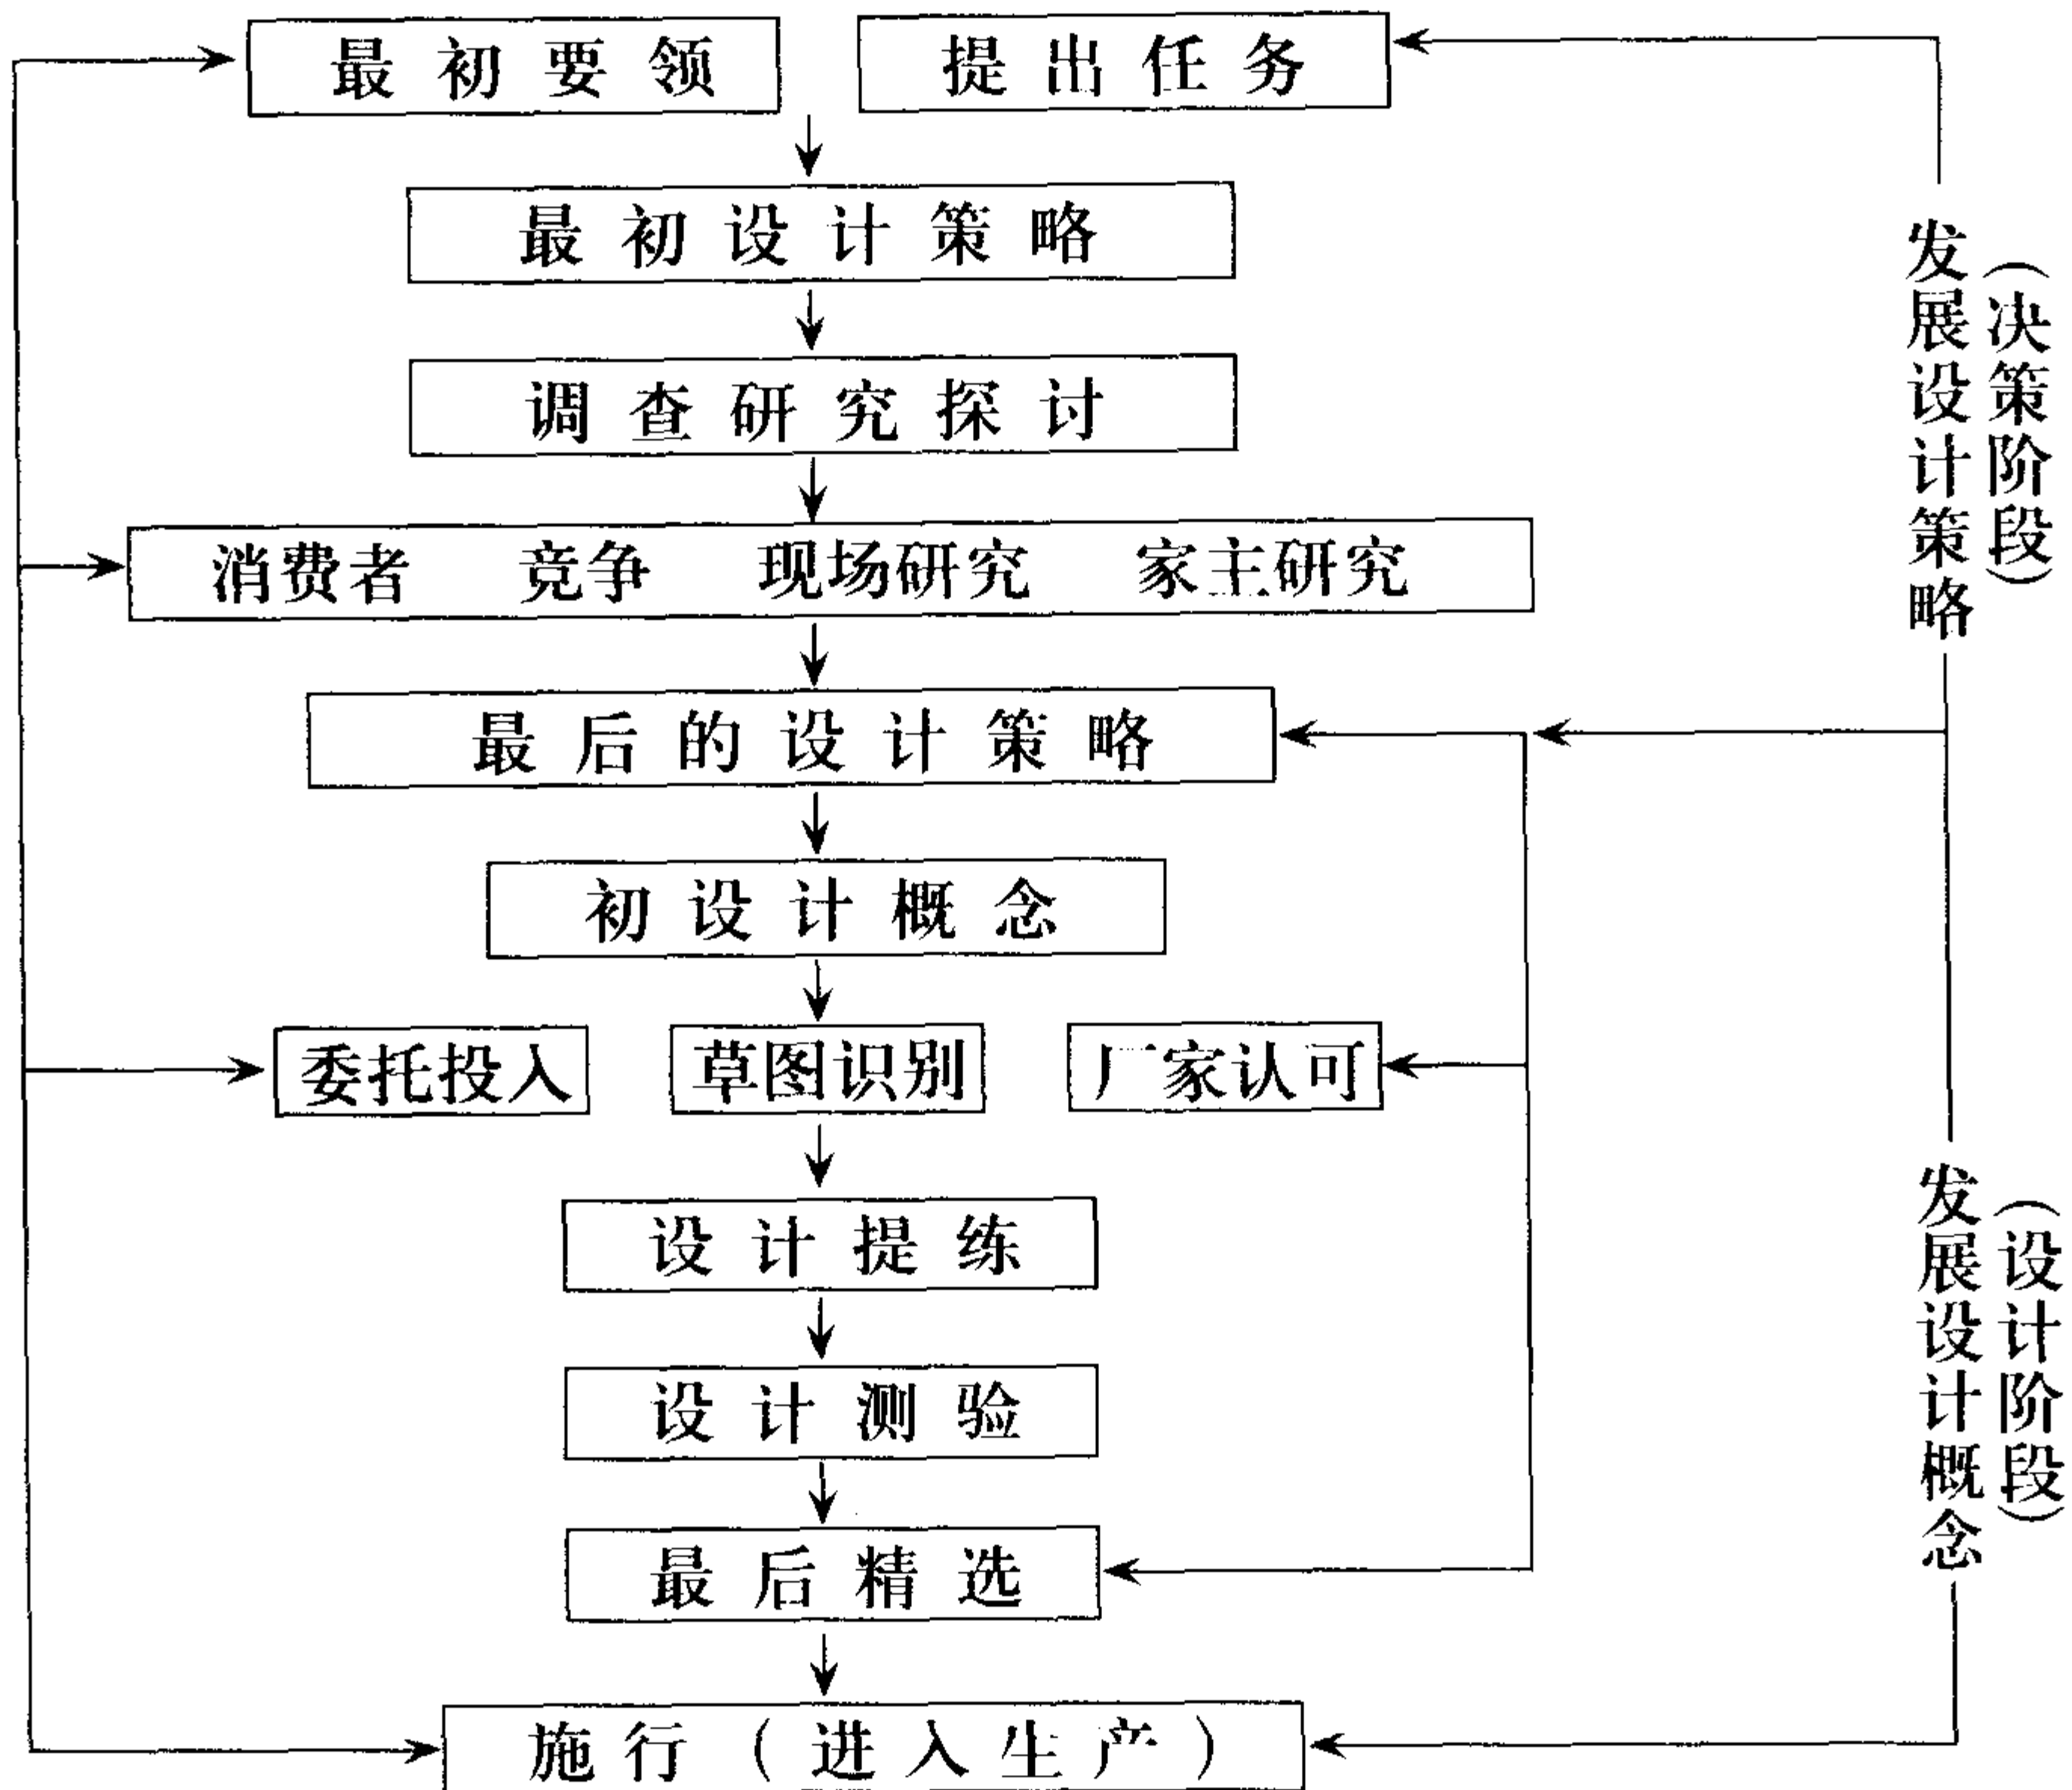 最初要领
提出任务
最初设计策略
调查研究探讨
消费者 竞争 现场研究 家主研究
最后的设计策略
初设计概念
委托投入
草图识别
厂家认可
设计提练
设计测验
最后精选
施行（进入生产）
发展设计策略
（决策阶段）
发展设计概念
（设计阶段）